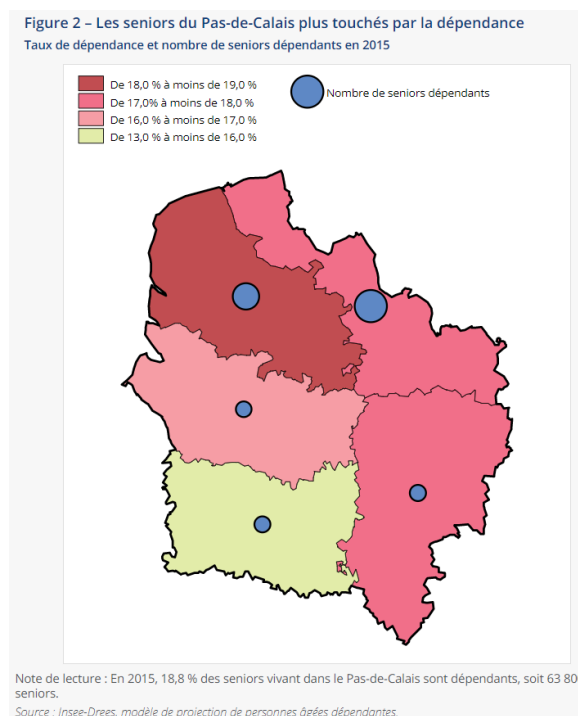 Figure 2 – Les seniors du Pas-de-Calais plus touchés par la dépendance
Taux de dépendance et nombre de seniors dépendants en 2015
De 18,0 % à moins de 19,0 %
De 17,0% à moins de 18,0 %
De 16,0 % à moins de 17,0 %
De 13,0 % à moins de 16,0 %
Nombre de seniors dépendants
Note de lecture : En 2015, 18,8 % des seniors vivant dans le Pas-de-Calais sont dépendants, soit 63 80
seniors.
Source : Insee-Drees, modèle de projection de personnes âgées dépendantes.